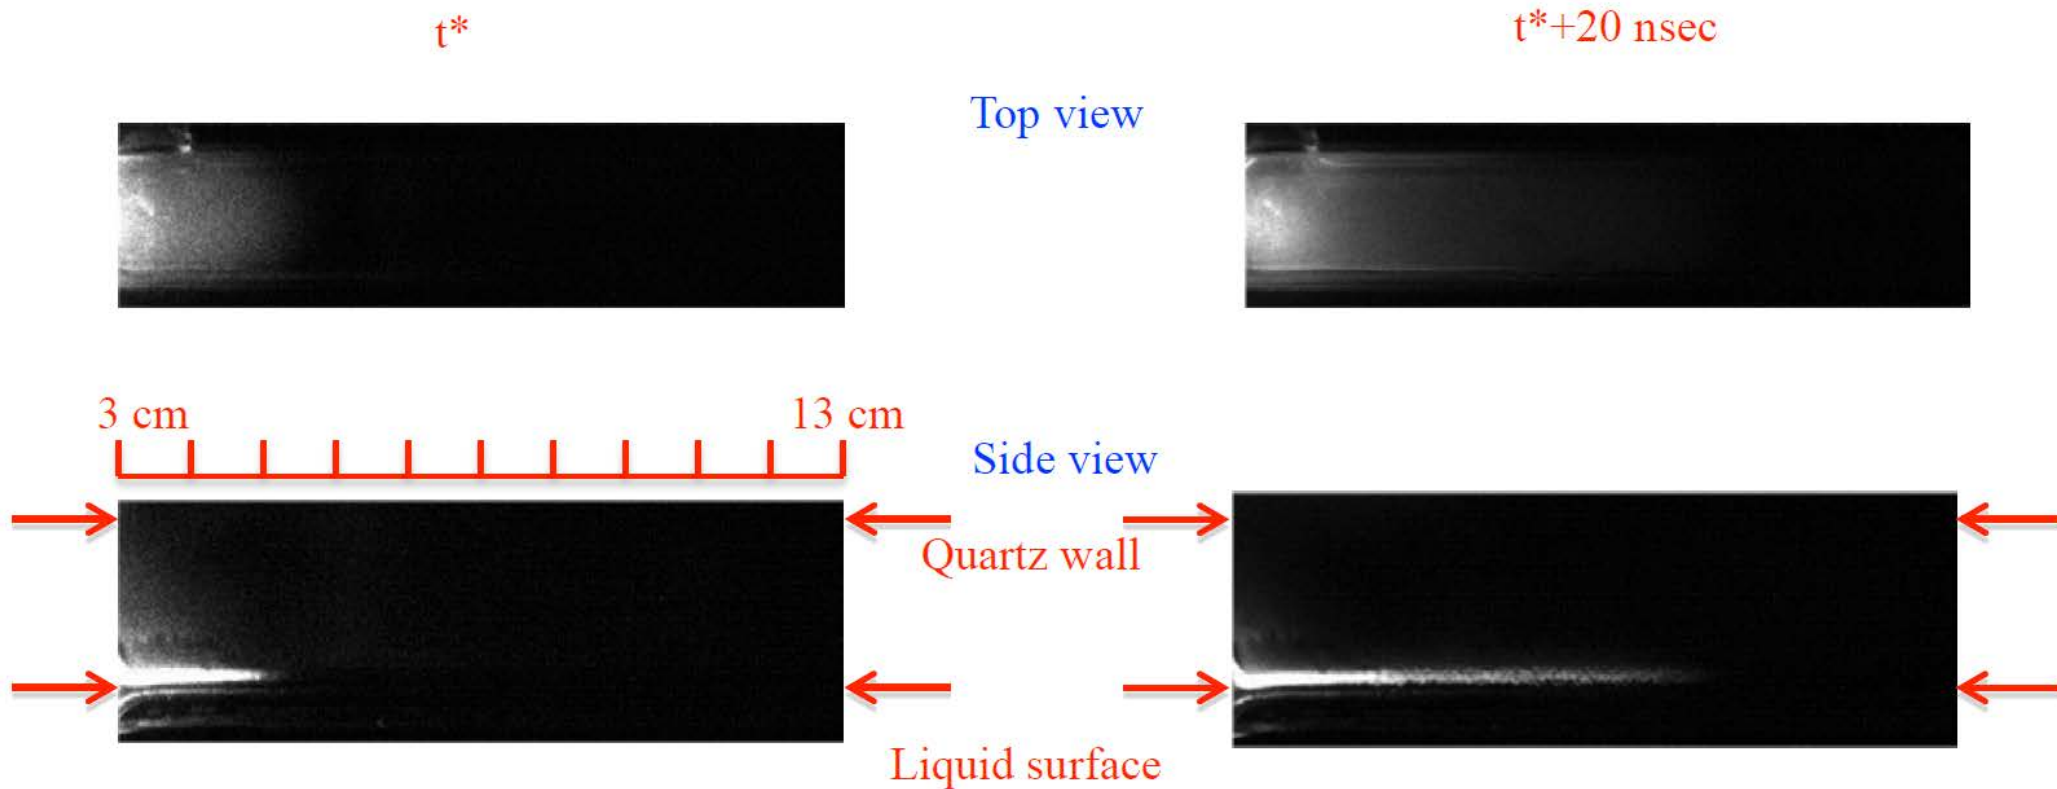 t*
t*+20 nsec
Top view
3 cm
13 cm
Side view
Quartz wall
Liquid surface